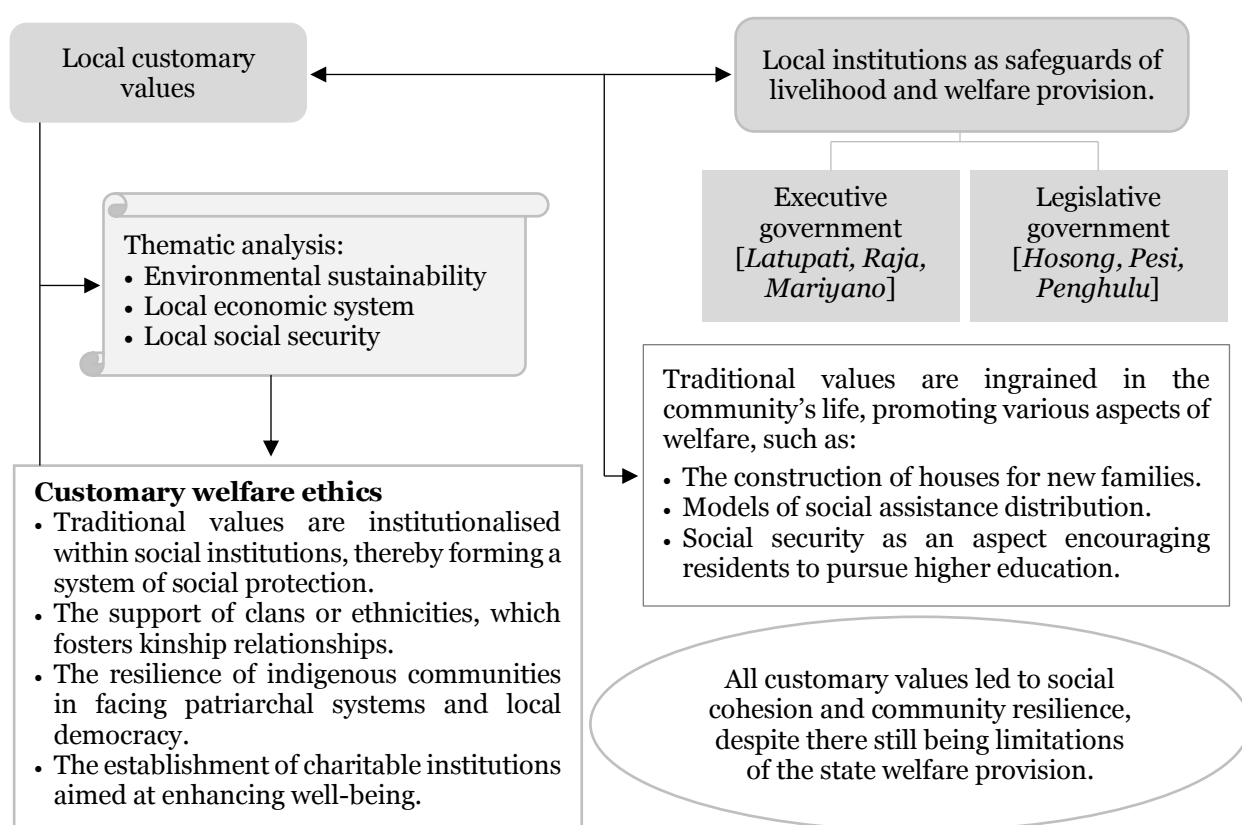 Local customary
values
Local institutions as safeguards of
livelihood and welfare provision.
Executive
government
[Latupati, Raja,
Mariyano]
Legislative
government
[Hosong, Pesi,
Penghulu]
Thematic analysis:
• Environmental sustainability
• Local economic system
• Local social security
Traditional values are ingrained in the
community’s life, promoting various aspects of
welfare, such as:
• The construction of houses for new families.
• Models of social assistance distribution.
• Social security as an aspect encouraging
residents to pursue higher education.
Customary welfare ethics
• Traditional values are institutionalised
within social institutions, thereby forming a
system of social protection.
• The support of clans or ethnicities, which
fosters kinship relationships.
• The resilience of indigenous communities
in facing patriarchal systems and local
democracy.
• The establishment of charitable institutions
aimed at enhancing well-being.
All customary values led to social
cohesion and community resilience,
despite there still being limitations
of the state welfare provision.